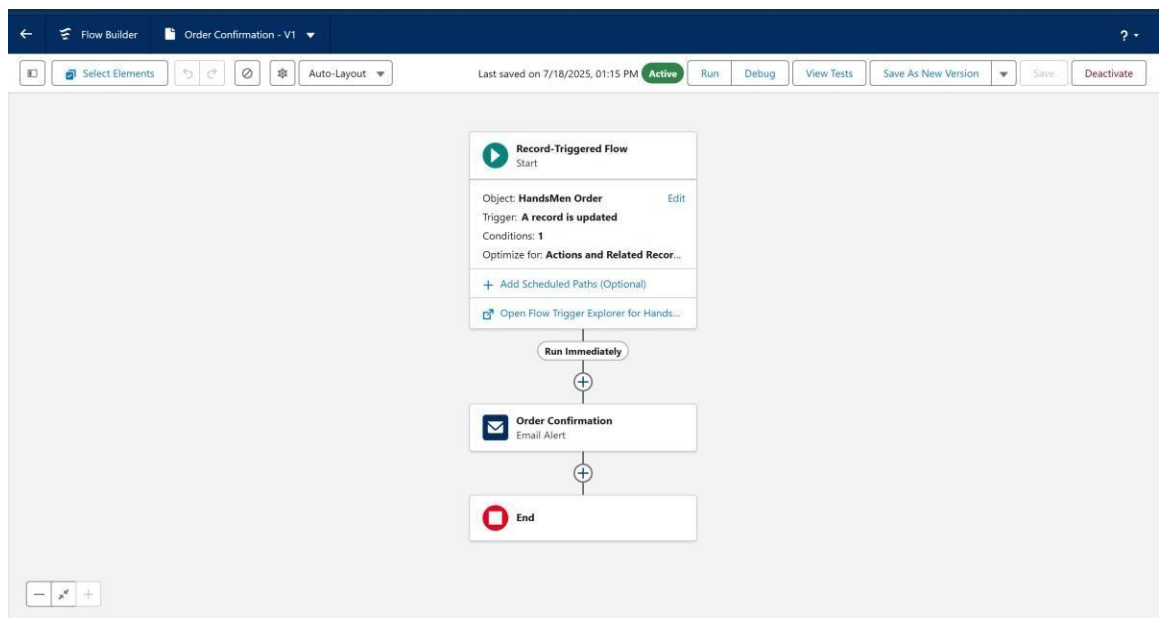 Flow Builder
Order Confirmation - V1
? 
Select Elements
Auto-Layout
Last saved on 7/18/2025, 01:15 PM
Active
Run
Debug
View Tests
Save As New Version
Save
Deactivate
Record-Triggered Flow
Start
Object: HandsMen Order
Edit
Trigger: A record is updated
Conditions: 1
Optimize for: Actions and Related Recor...
+ Add Scheduled Paths (Optional)
Open Flow Trigger Explorer for Hands...
Run Immediately
Order Confirmation
Email Alert
End